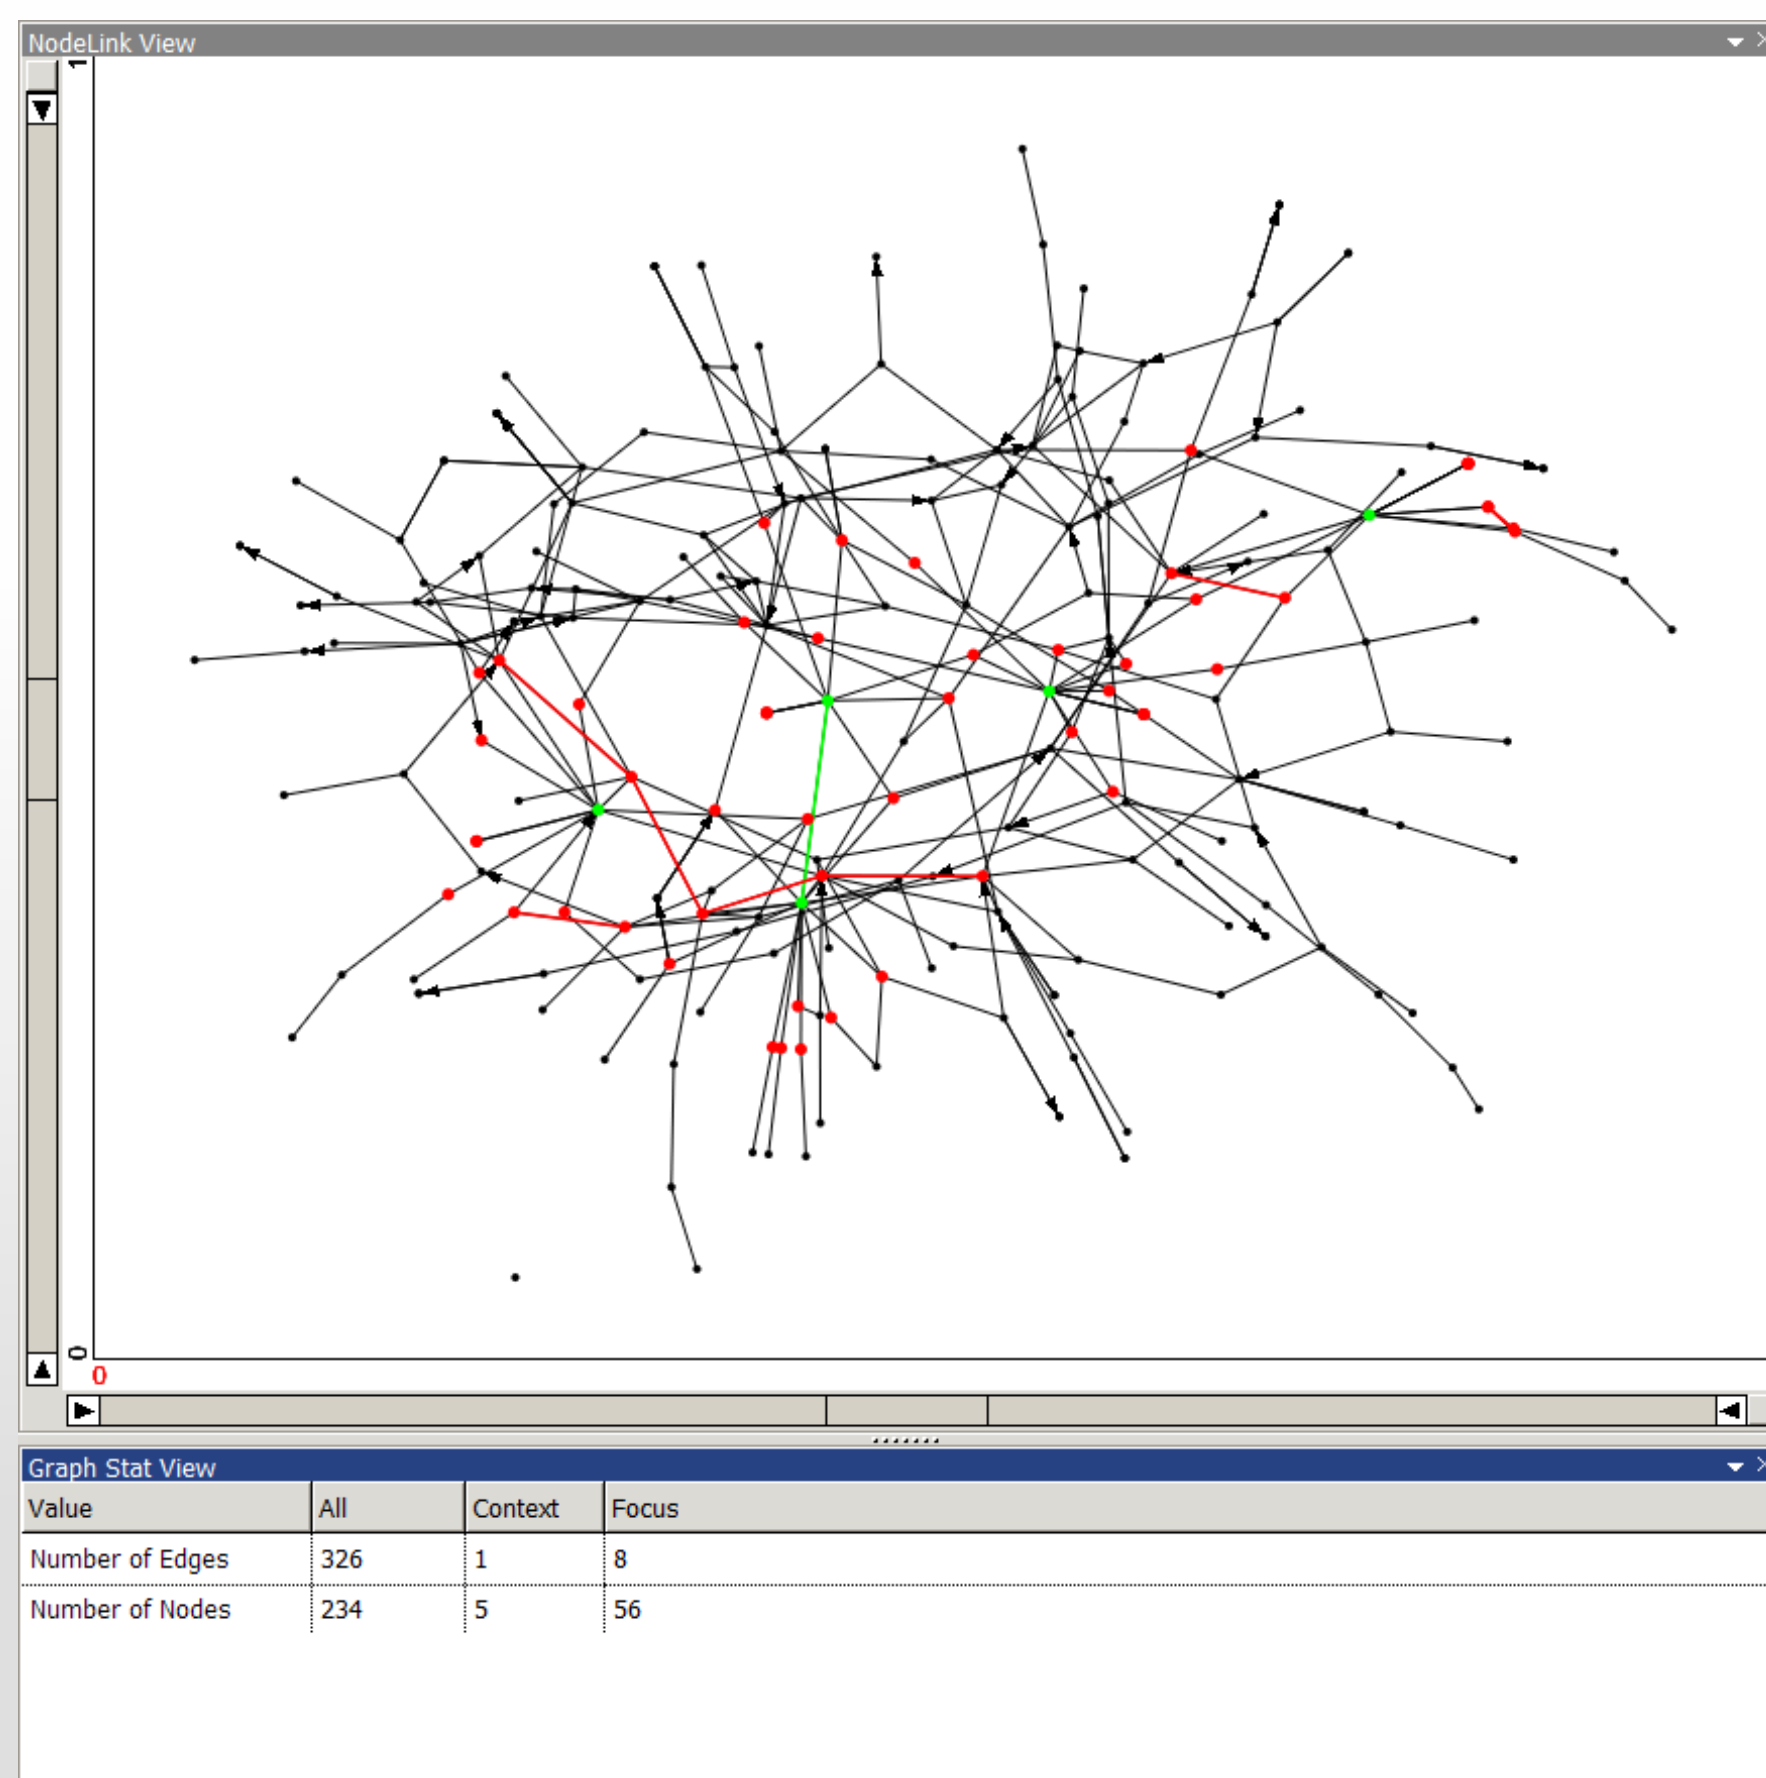 NodeLink View
1
0
0
Graph Stat View
Value All Context Focus
Number of Edges 326 1 8
Number of Nodes 234 5 56